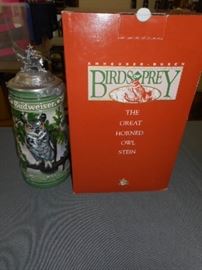 Budweiser
ANHEUSER-BUSCH
BIRDS OF PREY
THE
GREAT
HORNED
OWL
STEIN